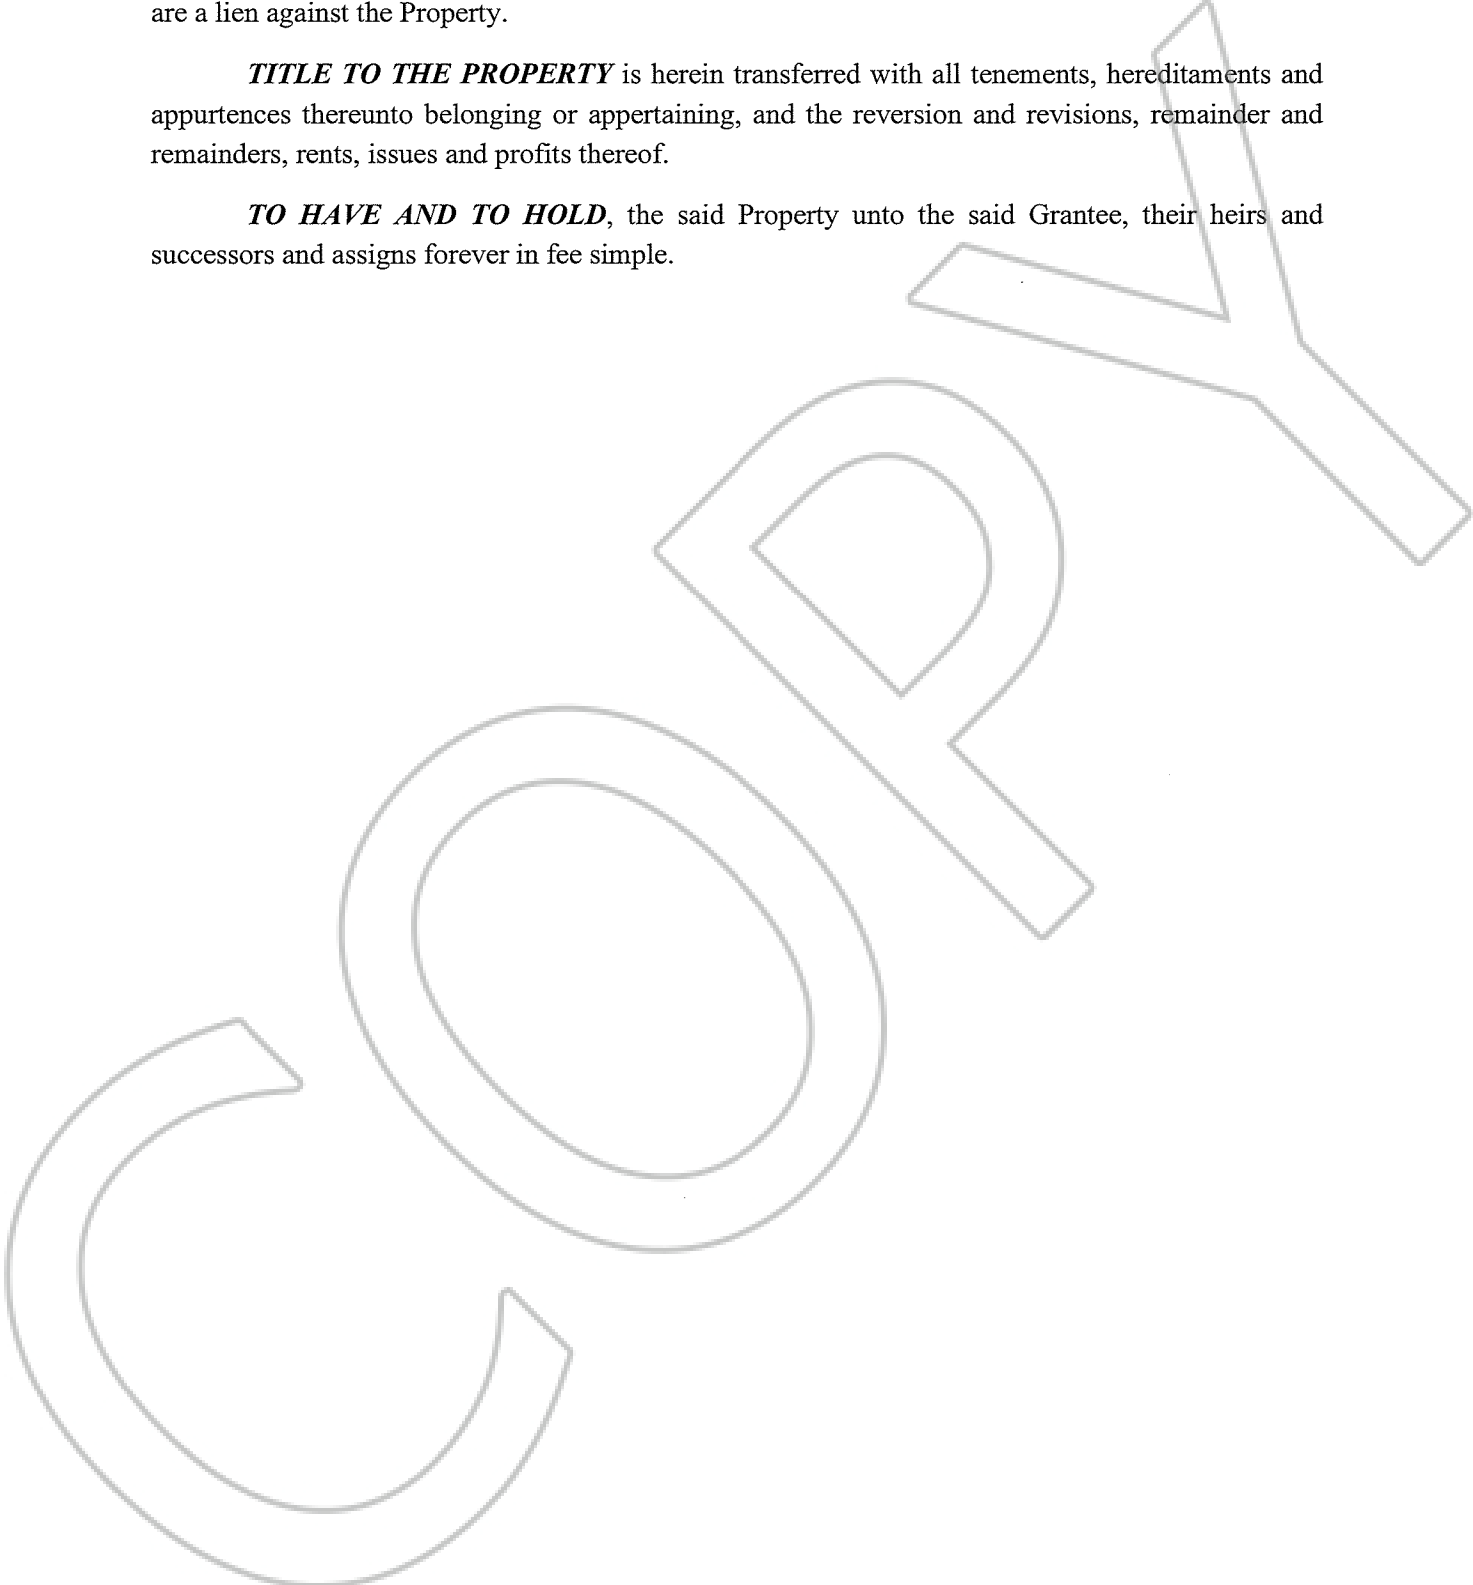 are a lien against the Property.
TITLE TO THE PROPERTY is herein transferred with all tenements, hereditaments and
appurtences thereunto belonging or appertaining, and the reversion and revisions, remainder and
remainders, rents, issues and profits thereof.
TO HAVE AND TO HOLD, the said Property unto the said Grantee, their heirs and
successors and assigns forever in fee simple.
COPY